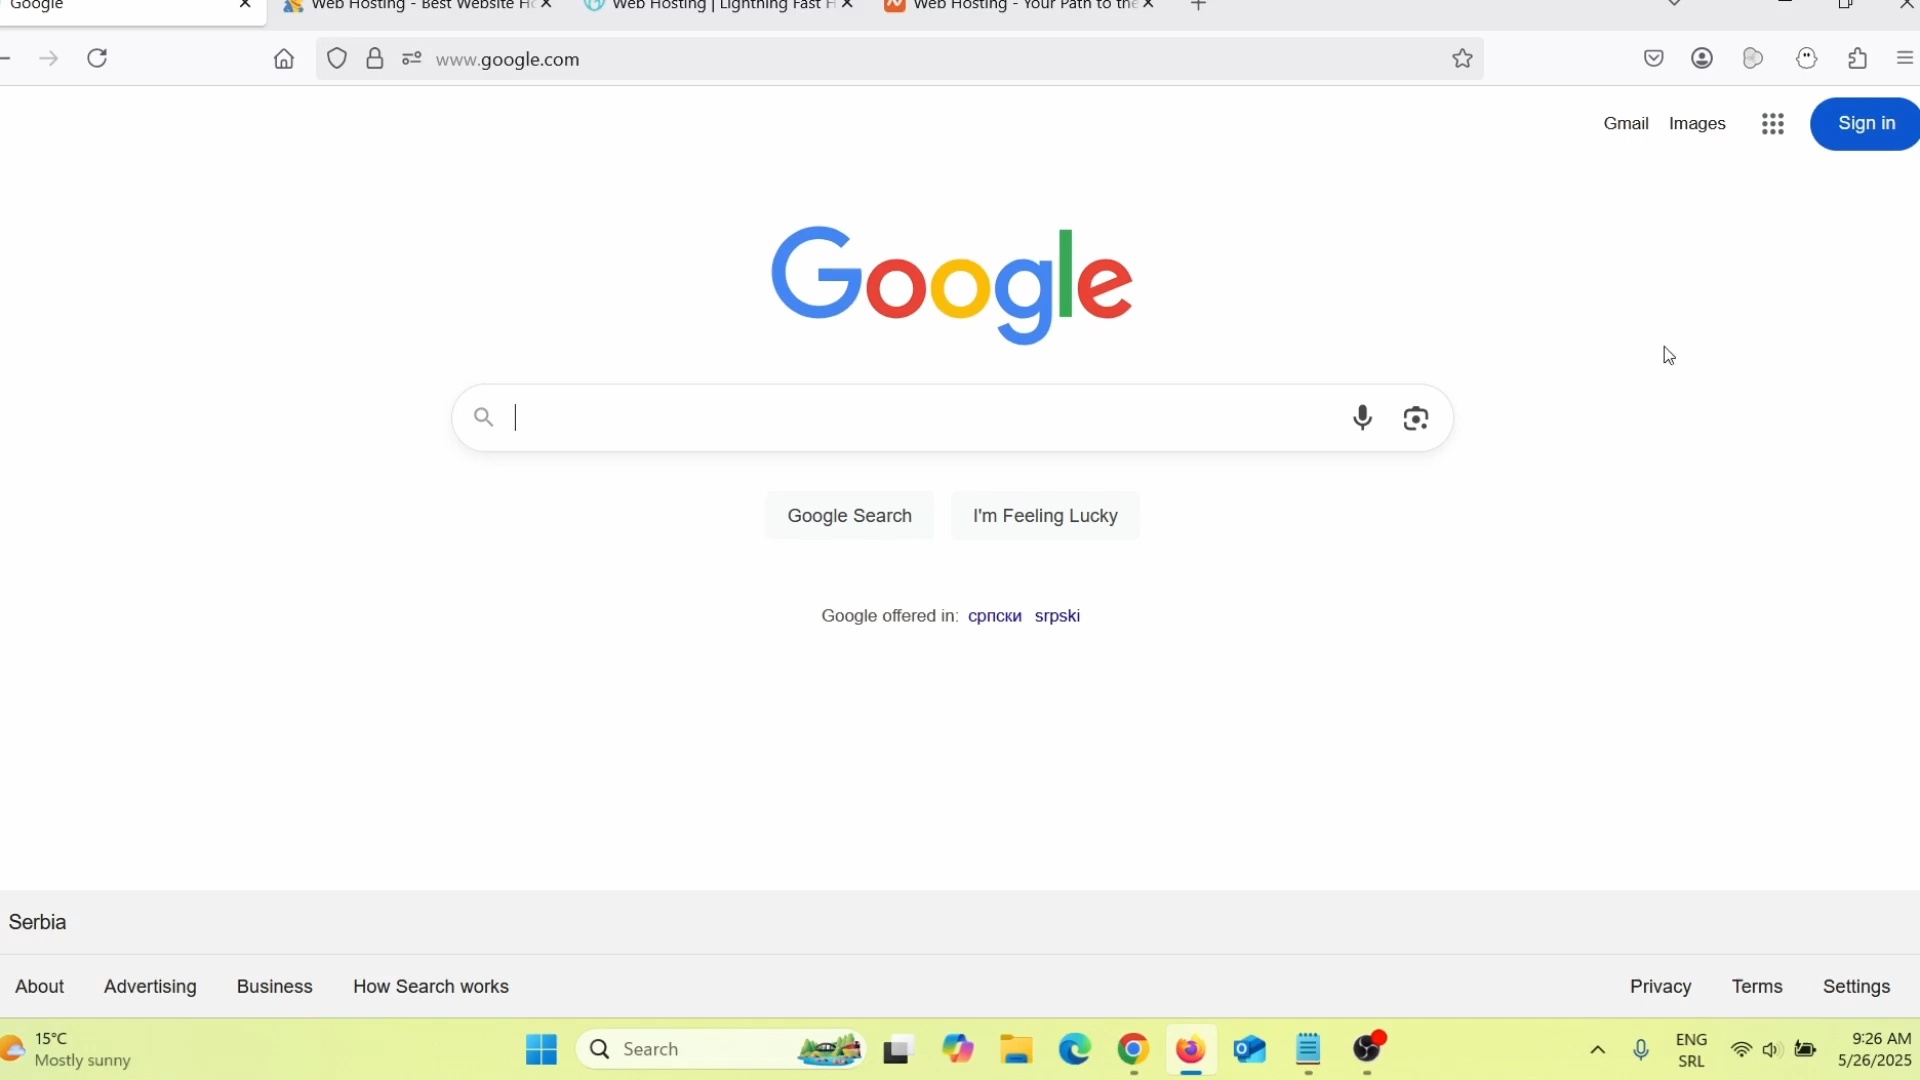 Google
Web Hosting - Best Website Ho
Web Hosting | Lightning Fast H
Web Hosting - Your Path to the
www.google.com
Gmail
Images
Sign in
Google
Google Search
I'm Feeling Lucky
Google offered in: српски srpski
Serbia
About
Advertising
Business
How Search works
Privacy
Terms
Settings
15°C
Mostly sunny
Search
ENG
SRL
9:26 AM
5/26/2025